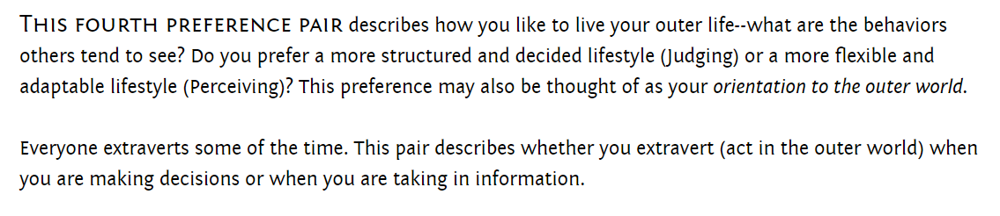 THIS FOURTH PREFERENCE PAIR describes how you like to live your outer life--what are the behaviors
others tend to see? Do you prefer a more structured and decided lifestyle (Judging) or a more flexible and
adaptable lifestyle (Perceiving)? This preference may also be thought of as your orientation to the outer world.
Everyone extraverts some of the time. This pair describes whether you extravert (act in the outer world) when
you are making decisions or when you are taking in information.